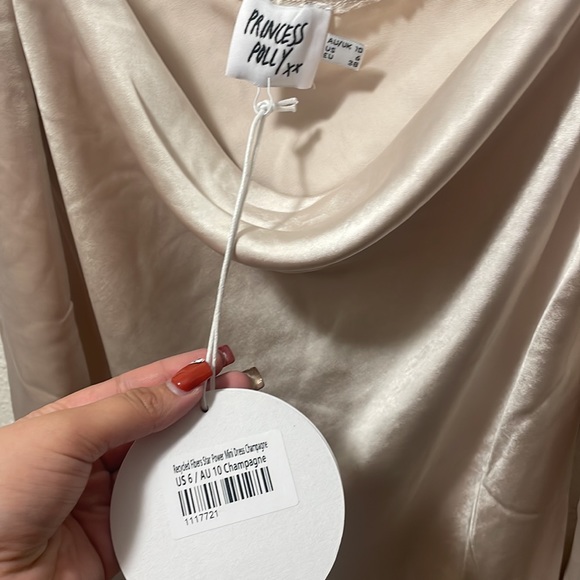 PRINCESS
POLLY xx
AU/UK 10
US 6
EU 38
Recycled Fibers Star Power Mini Dress Champagne
US 6 / AU 10 Champagne
1117721